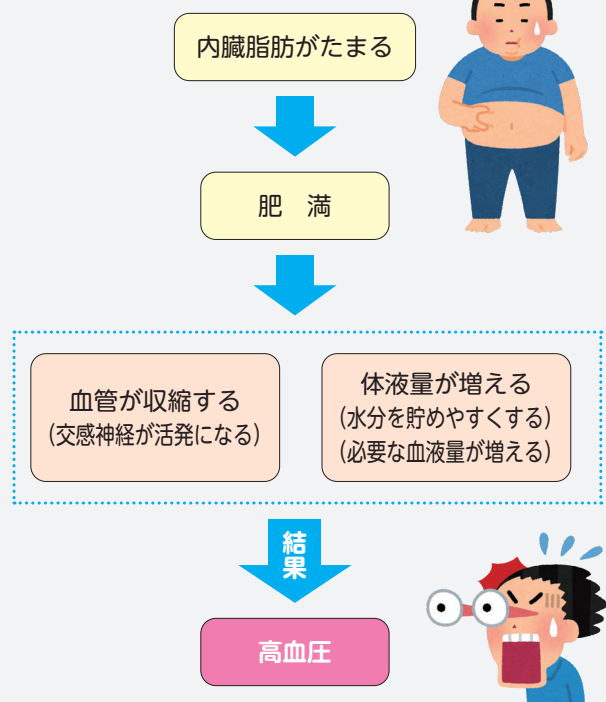 内臓脂肪がたまる
肥　満
血管が収縮する
(交感神経が活発になる)
体液量が増える
(水分を貯めやすくする)
(必要な血液量が増える)
結果
高血圧